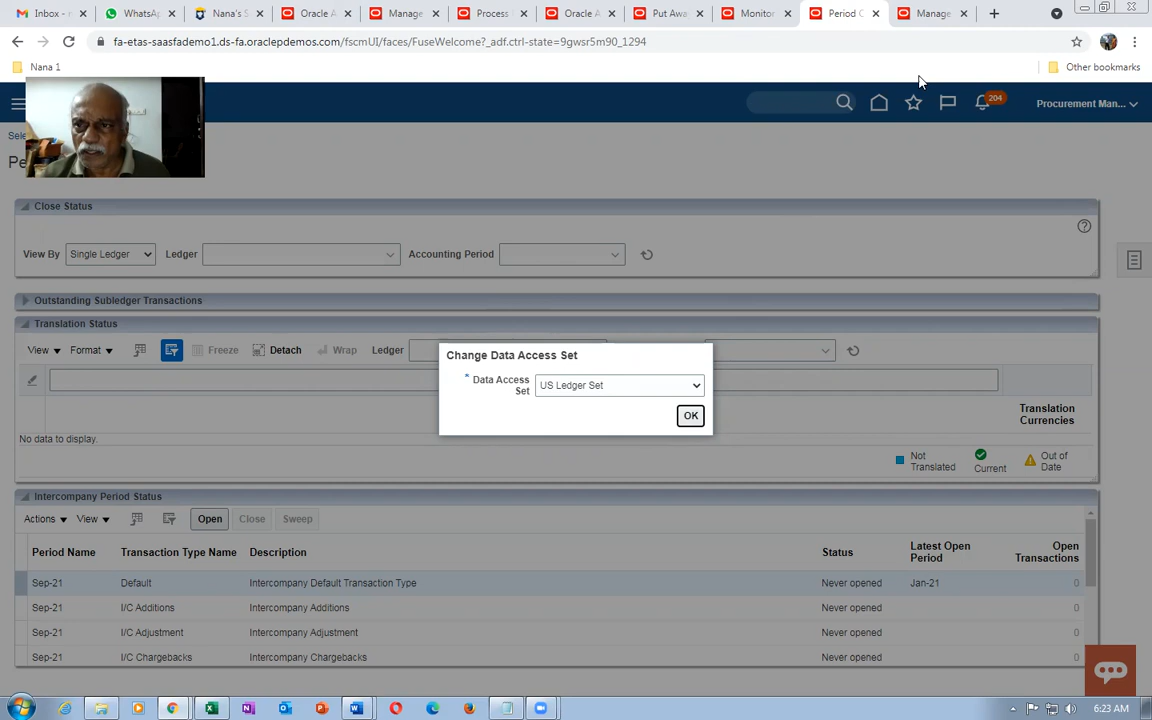 Inbox -
WhatsA
Nana's S
Oracle A
Manage
Process
Oracle A
Put Awa
Monitor
Period C
Manage
fa-etas-saasfademo1.ds-fa.oraclepdemos.com/fscmUI/faces/FuseWelcome?_adf.ctrl-state=9gwsr5m90_1294
Nana 1
Other bookmarks
204
Procurement Man...
Sele
Pe
Close Status
View By Single Ledger Ledger Accounting Period
Outstanding Subledger Transactions
Translation Status
View Format Freeze Detach Wrap Ledger
Change Data Access Set
* Data Access Set US Ledger Set
OK
Translation
Currencies
No data to display.
Not Translated
Current
Out of Date
Intercompany Period Status
Actions View Open Close Sweep
Period Name Transaction Type Name Description Status Latest Open Period Open Transactions
Sep-21 Default Intercompany Default Transaction Type Never opened Jan-21 0
Sep-21 I/C Additions Intercompany Additions Never opened 0
Sep-21 I/C Adjustment Intercompany Adjustment Never opened 0
Sep-21 I/C Chargebacks Intercompany Chargebacks Never opened 0
6:23 AM